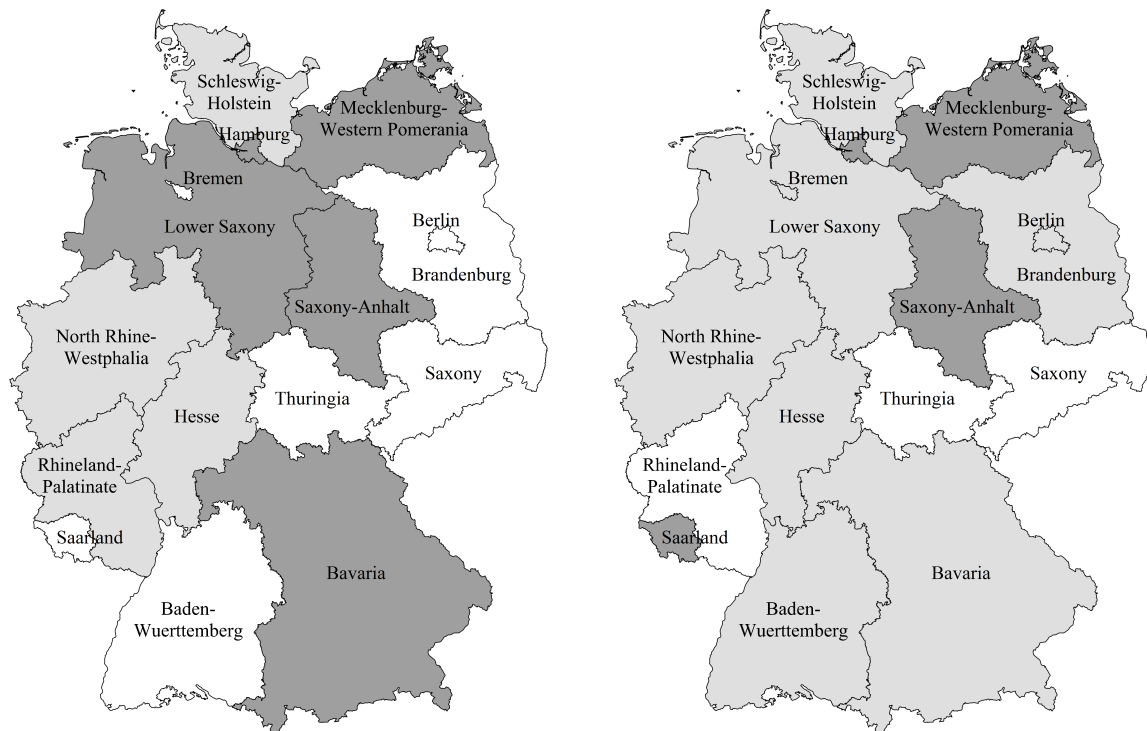 Schleswig-
Holstein
Mecklenburg-
Western Pomerania
Hamburg
Bremen
Lower Saxony
Berlin
Brandenburg
Saxony-Anhalt
North Rhine-
Westphalia
Saxony
Thuringia
Hesse
Rhineland-
Palatinate
Saarland
Bavaria
Baden-
Wuerttemberg
Schleswig-
Holstein
Mecklenburg-
Western Pomerania
Hamburg
Bremen
Lower Saxony
Berlin
Brandenburg
Saxony-Anhalt
North Rhine-
Westphalia
Saxony
Thuringia
Hesse
Rhineland-
Palatinate
Saarland
Bavaria
Baden-
Wuerttemberg